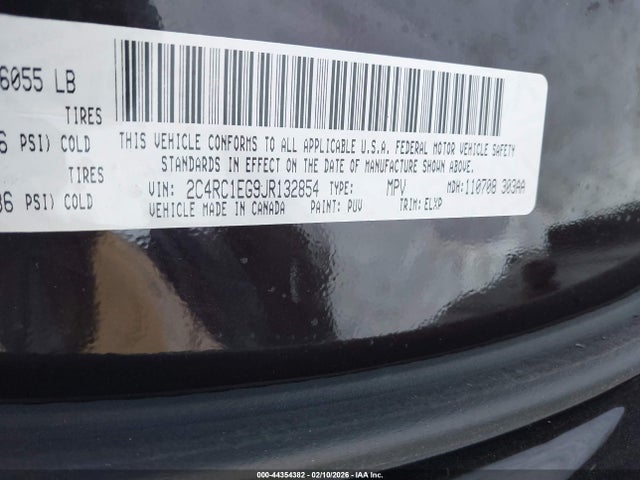 6055 LB
TIRES
6 PSI) COLD
TIRES
36 PSI) COLD
THIS VEHICLE CONFORMS TO ALL APPLICABLE U.S.A. FEDERAL MOTOR VEHICLE SAFETY
STANDARDS IN EFFECT ON THE DATE OF MANUFACTURE SHOWN ABOVE.
VIN: 2C4RC1EG9JR132854 TYPE: MPV MDH: 110708 303AA
VEHICLE MADE IN CANADA PAINT: PUV TRIM: ELXP
000-44354382 - 02/10/2026 - IAA Inc.